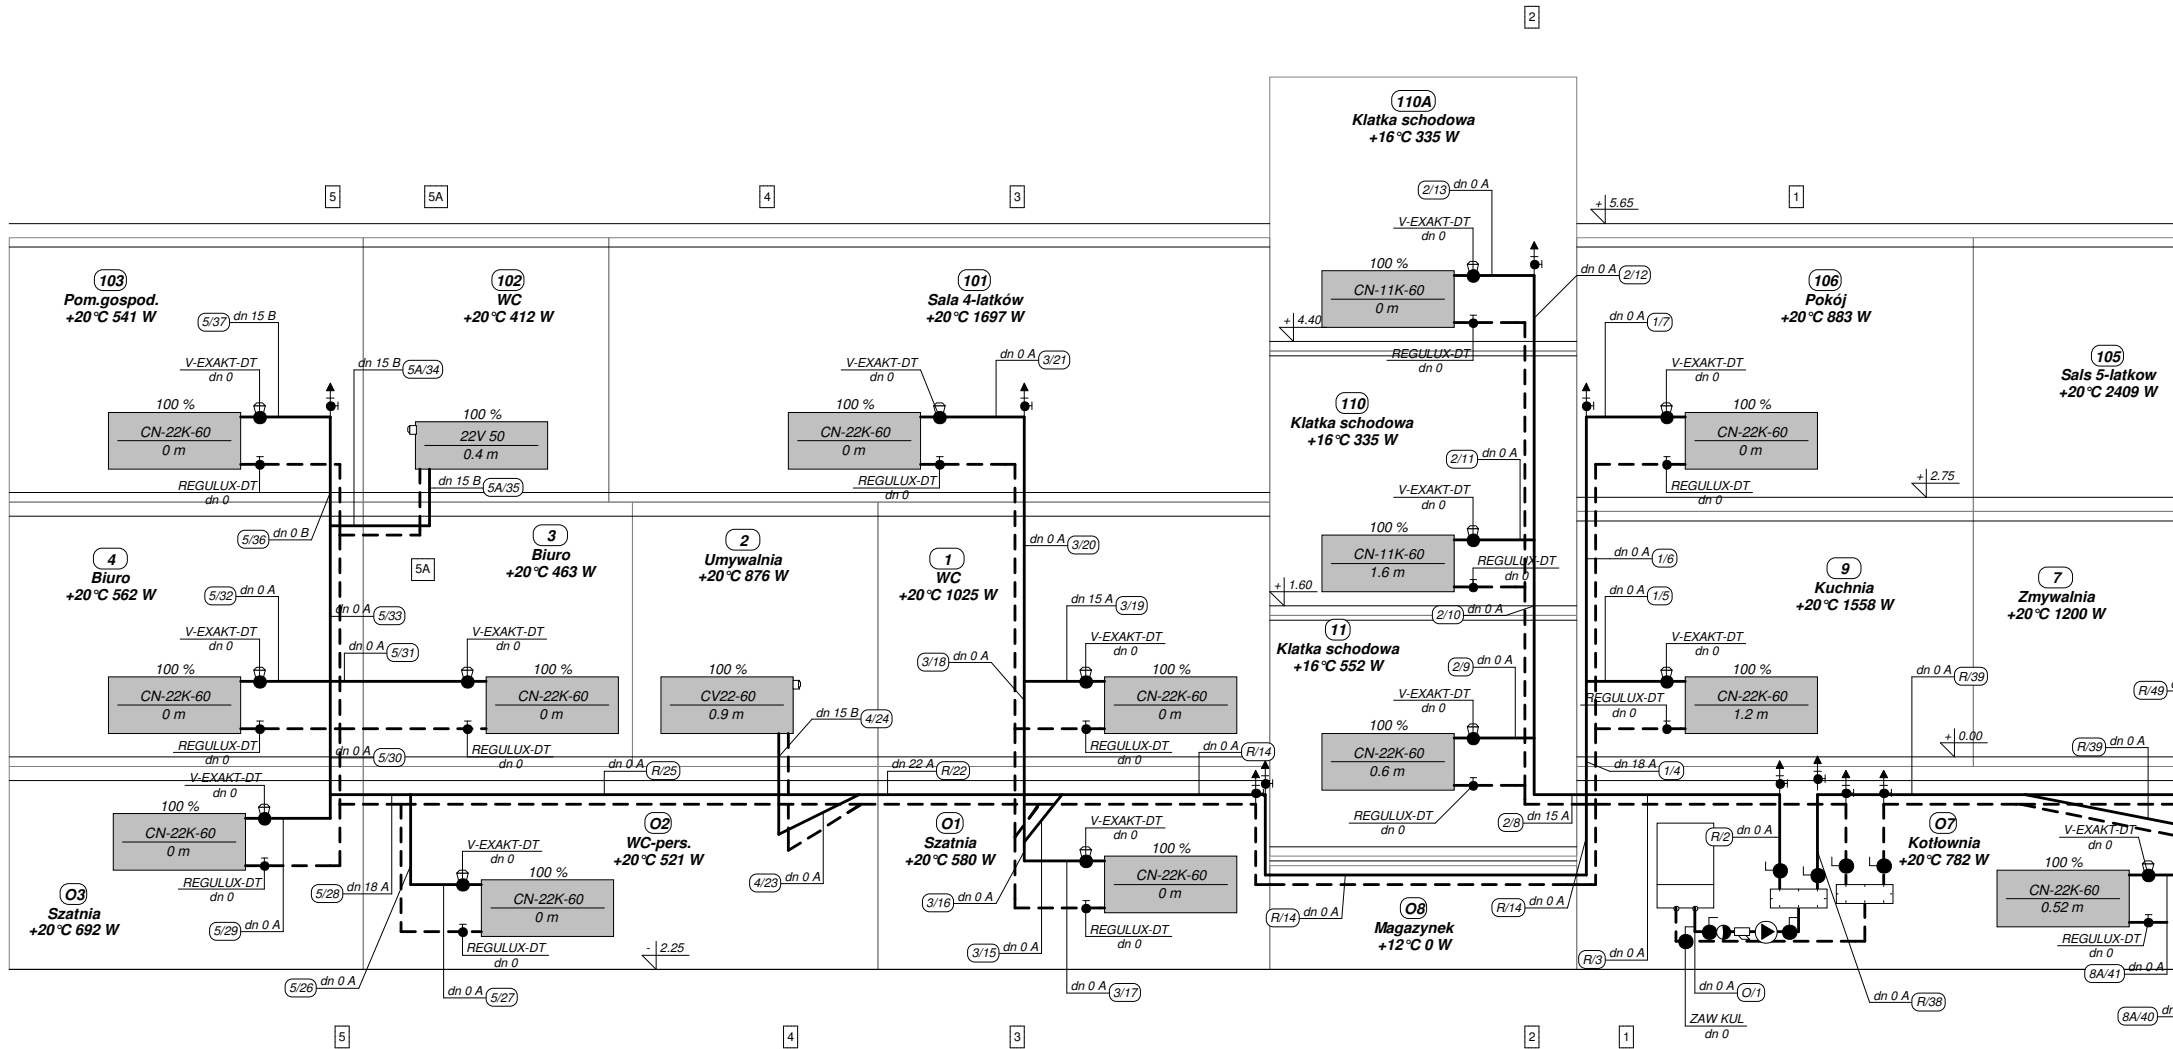 2
110A
Klatka schodowa
+16°C 335 W
5
5A
4
3
2/13 dn 0 A
+ 5.65
1
V-EXAKT-DT
dn 0
103
Pom.gospod.
+20°C 541 W
102
WC
+20°C 412 W
101
Sala 4-latków
+20°C 1697 W
100 %
CN-11K-60
0 m
dn 0 A 2/12
106
Pokój
+20°C 883 W
5/37 dn 15 B
+ 4.40
dn 0 A 1/7
V-EXAKT-DT
dn 0
dn 15 B 5A/34
V-EXAKT-DT
dn 0
dn 0 A 3/21
REGULUX-DT
dn 0
V-EXAKT-DT
dn 0
105
Sals 5-latkow
+20°C 2409 W
100 %
CN-22K-60
0 m
100 %
22V 50
0.4 m
100 %
CN-22K-60
0 m
110
Klatka schodowa
+16°C 335 W
100 %
CN-22K-60
0 m
REGULUX-DT
dn 0
dn 15 B 5A/35
REGULUX-DT
dn 0
2/11 dn 0 A
V-EXAKT-DT
dn 0
REGULUX-DT
dn 0
+ 2.75
5/36 dn 0 B
4
Biuro
+20°C 562 W
5A
3
Biuro
+20°C 463 W
2
Umywalnia
+20°C 876 W
1
WC
+20°C 1025 W
dn 0 A 3/20
100 %
CN-11K-60
1.6 m
REGULUX-DT
dn 0
dn 0 A 1/6
9
Kuchnia
+20°C 1558 W
7
Zmywalnia
+20°C 1200 W
5/32 dn 0 A
dn 0 A 5/33
dn 15 A 3/19
+ 1.60
2/10 dn 0 A
dn 0 A 1/5
V-EXAKT-DT
dn 0
dn 0 A 5/31
V-EXAKT-DT
dn 0
3/18 dn 0 A
V-EXAKT-DT
dn 0
11
Klatka schodowa
+16°C 552 W
2/9 dn 0 A
V-EXAKT-DT
dn 0
V-EXAKT-DT
dn 0
dn 0 A R/39
R/49
100 %
CN-22K-60
0 m
100 %
CN-22K-60
0 m
100 %
CV22-60
0.9 m
dn 15 B 4/24
100 %
CN-22K-60
0 m
100 %
CN-22K-60
0.6 m
REGULUX-DT
dn 0
100 %
CN-22K-60
1.2 m
REGULUX-DT
dn 0
dn 0 A 5/30
REGULUX-DT
dn 0
REGULUX-DT
dn 0
dn 0 A R/14
+ 0.00
R/39 dn 0 A
V-EXAKT-DT
dn 0
dn 0 A R/25
dn 22 A R/22
dn 18 A 1/4
100 %
CN-22K-60
0 m
O2
WC-pers.
+20°C 521 W
O1
Szatnia
+20°C 580 W
V-EXAKT-DT
dn 0
REGULUX-DT
dn 0
2/8 dn 15 A
R/2 dn 0 A
O7
Kotłownia
+20°C 782 W
V-EXAKT-DT
dn 0
V-EXAKT-DT
dn 0
100 %
CN-22K-60
0 m
100 %
CN-22K-60
0 m
100 %
CN-22K-60
0.52 m
REGULUX-DT
dn 0
5/28 dn 18 A
4/23 dn 0 A
3/16 dn 0 A
R/14 dn 0 A
R/14 dn 0 A
O3
Szatnia
+20°C 692 W
5/29 dn 0 A
REGULUX-DT
dn 0
- 2.25
3/15 dn 0 A
REGULUX-DT
dn 0
O8
Magazynek
+12°C 0 W
R/3 dn 0 A
REGULUX-DT
dn 0
5/26 dn 0 A
dn 0 A 5/27
dn 0 A 3/17
dn 0 A O/1
dn 0 A R/38
8A/41 dn 0 A
ZAW KUL
dn 0
8A/40
5
4
3
2
1